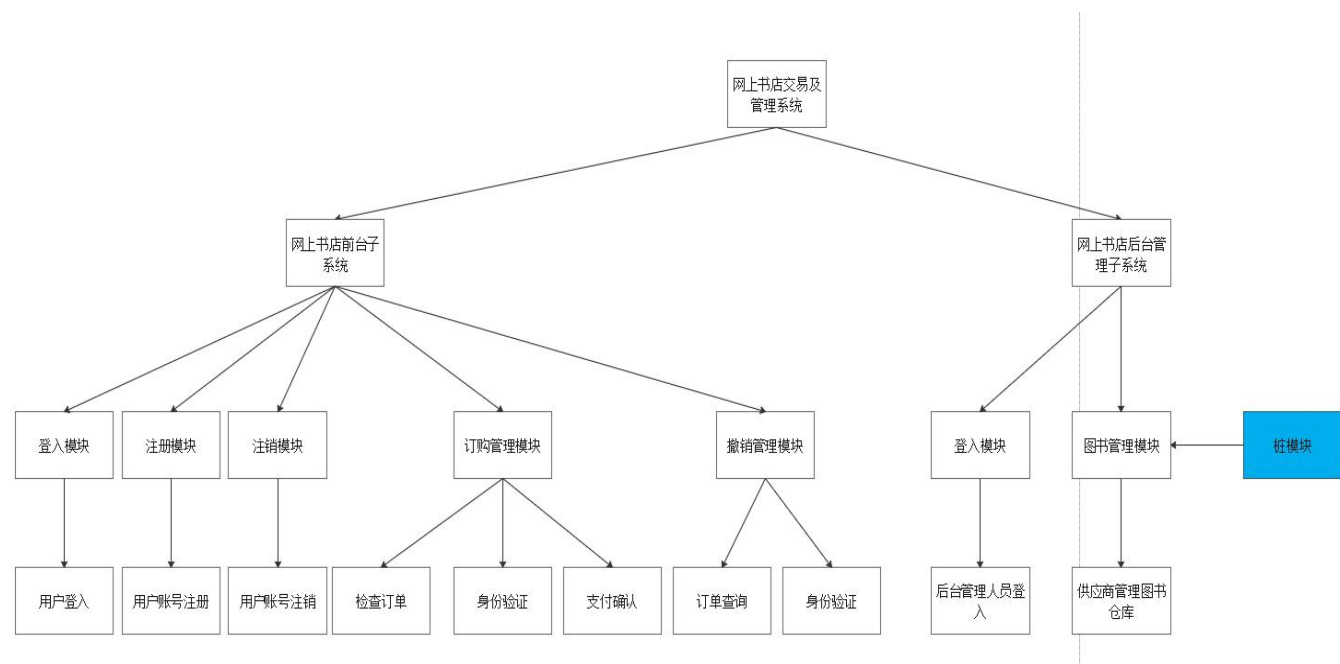 网上书店交易及
管理系统
网上书店前台子
系统
网上书店后台管
理子系统
登入模块
注册模块
注销模块
订购管理模块
撤销管理模块
登入模块
图书管理模块
桩模块
用户登入
用户账号注册
用户账号注销
检查订单
身份验证
支付确认
订单查询
身份验证
后台管理人员登
入
供应商管理图书
仓库